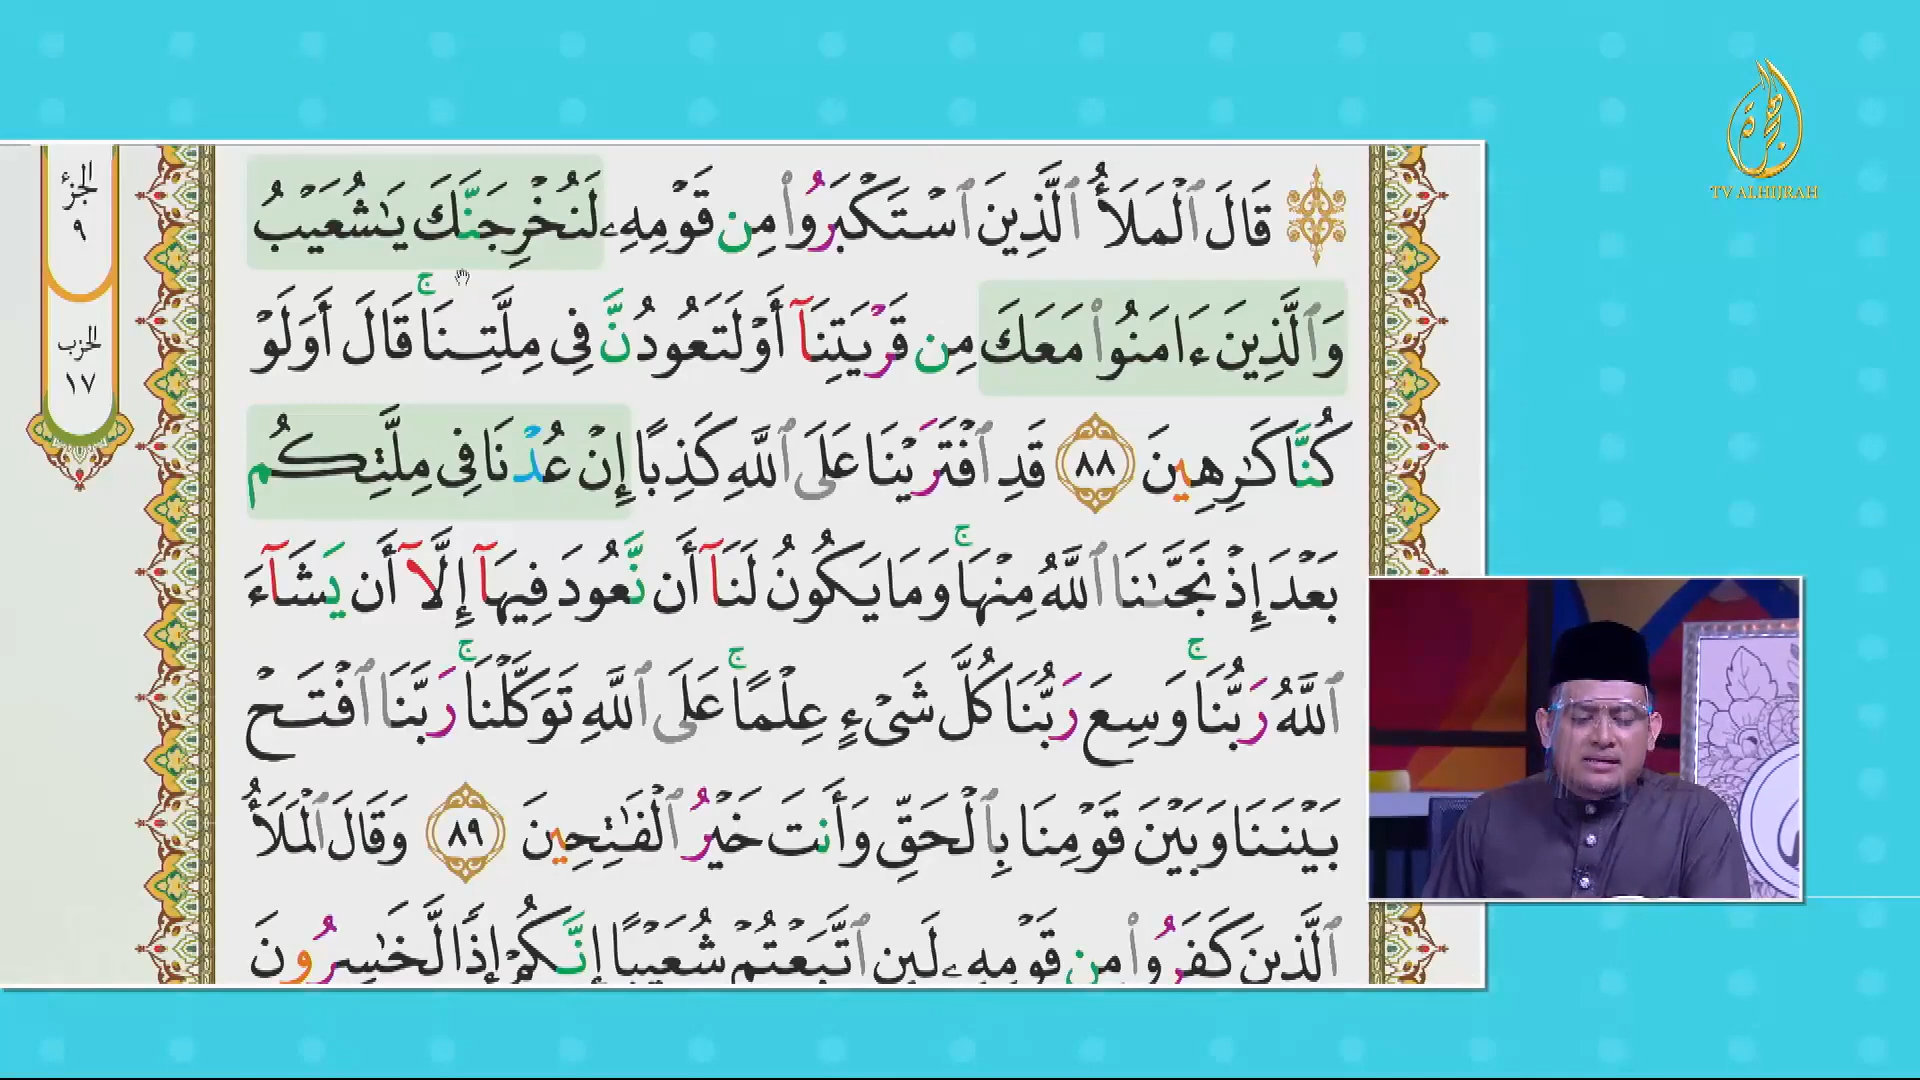 الجزء
٩
الحزب
١٧
۞ قَالَ ٱلْمَلَأُ ٱلَّذِينَ ٱسْتَكْبَرُوا۟ مِن قَوْمِهِۦ لَنُخْرِجَنَّكَ يَـٰشُعَيْبُ
وَٱلَّذِينَ ءَامَنُوا۟ مَعَكَ مِن قَرْيَتِنَآ أَوْ لَتَعُودُنَّ فِى مِلَّتِنَا ۚ قَالَ أَوَلَوْ
كُنَّا كَـٰرِهِينَ ٨٨ قَدِ ٱفْتَرَيْنَا عَلَى ٱللَّهِ كَذِبًا إِنْ عُدْنَا فِى مِلَّتِكُم
بَعْدَ إِذْ نَجَّىٰنَا ٱللَّهُ مِنْهَا ۚ وَمَا يَكُونُ لَنَآ أَن نَّعُودَ فِيهَآ إِلَّآ أَن يَشَآءَ
ٱللَّهُ رَبُّنَا ۚ وَسِعَ رَبُّنَا كُلَّ شَىْءٍ عِلْمًا ۚ عَلَى ٱللَّهِ تَوَكَّلْنَا ۚ رَبَّنَا ٱفْتَحْ
بَيْنَنَا وَبَيْنَ قَوْمِنَا بِٱلْحَقِّ وَأَنتَ خَيْرُ ٱلْفَـٰتِحِينَ ٨٩ وَقَالَ ٱلْمَلَأُ
ٱلَّذِينَ كَفَرُوا۟ مِن قَوْمِهِۦ لَئِنِ ٱتَّبَعْتُمْ شُعَيْبًا إِنَّكُمْ إِذًا لَّخَـٰسِرُونَ
TV ALHIJRAH